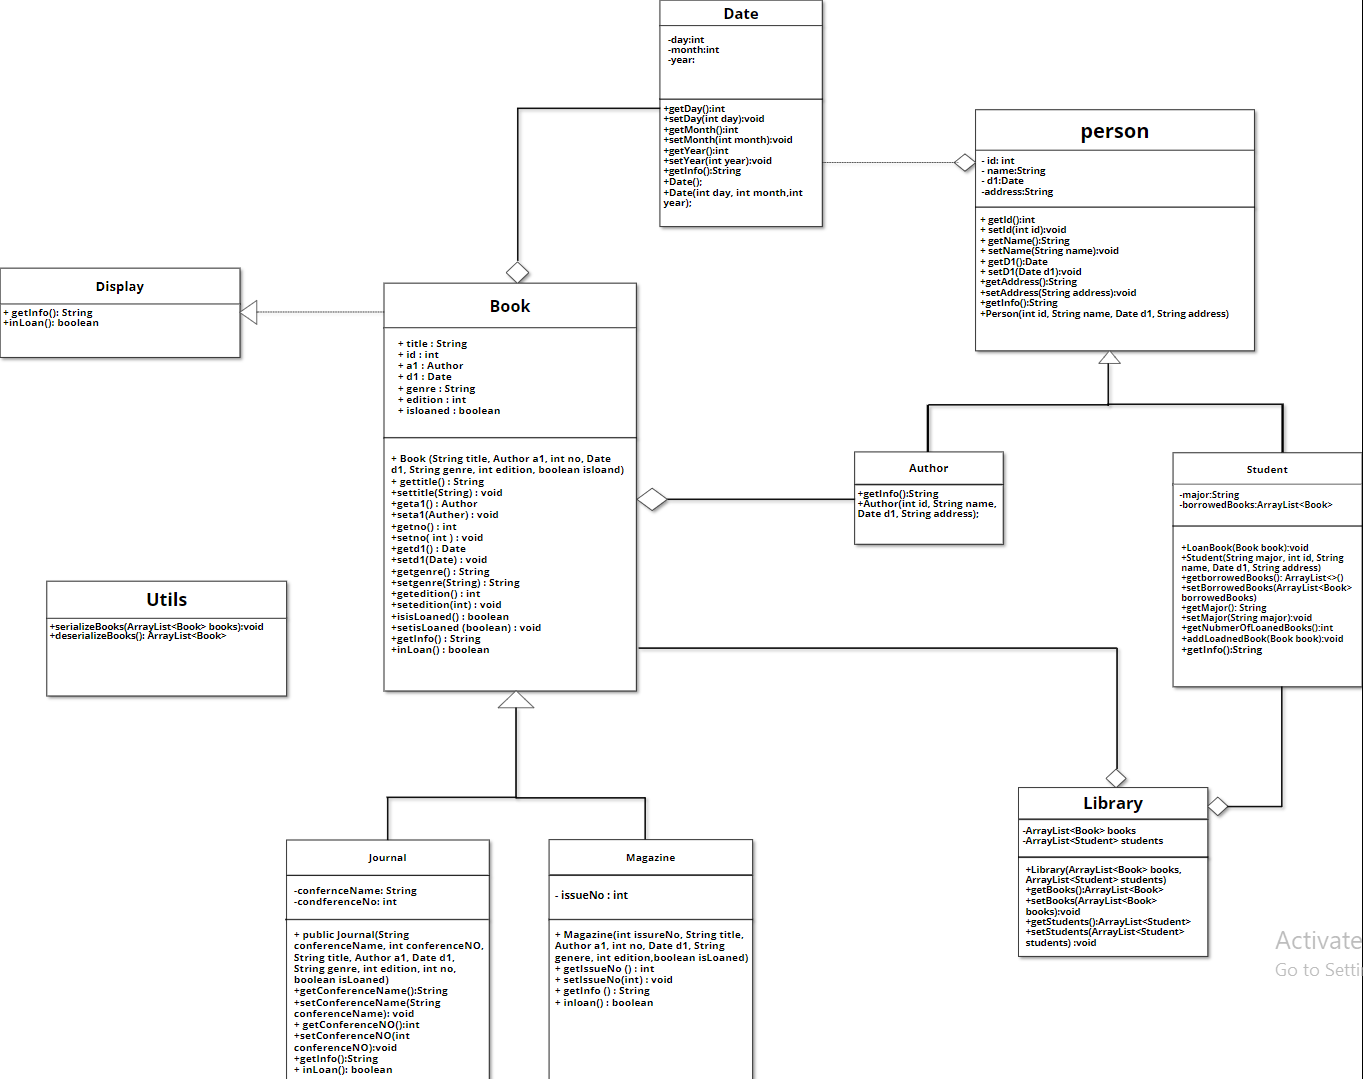 Date
-day:int
-month:int
-year:
+getDay():int
+setDay(int day):void
+getMonth():int
+setMonth(int month):void
+getYear():int
+setYear(int year):void
+getInfo():String
+Date();
+Date(int day, int month,int
year);
person
- id: int
- name:String
- d1:Date
-address:String
+ getId():int
+ setId(int id):void
+ getName():String
+ setName(String name):void
+ getD1():Date
+ setD1(Date d1):void
+getAddress():String
+setAddress(String address):void
+getInfo():String
+Person(int id, String name, Date d1, String address)
Display
+ getInfo(): String
+inLoan(): boolean
Book
+ title : String
+ id : int
+ a1 : Author
+ d1 : Date
+ genre : String
+ edition : int
+ isloaned : boolean
+ Book (String title, Author a1, int no, Date
d1, String genre, int edition, boolean isloand)
+ gettitle() : String
+settitle(String) : void
+geta1() : Author
+seta1(Auther) : void
+getno() : int
+setno( int ) : void
+getd1() : Date
+setd1(Date) : void
+getgenre() : String
+setgenre(String) : String
+getedition() : int
+setedition(int) : void
+isisLoaned() : boolean
+setisLoaned (boolean) : void
+getInfo() : String
+inLoan() : boolean
Author
+getInfo():String
+Author(int id, String name,
Date d1, String address);
Student
-major:String
-borrowedBooks:ArrayList<Book>
+LoanBook(Book book):void
+Student(String major, int id, String
name, Date d1, String address)
+getborrowedBooks(): ArrayList<>()
+setBorrowedBooks(ArrayList<Book>
borrowedBooks)
+getMajor(): String
+setMajor(String major):void
+getNubmerOfLoanedBooks():int
+addLoadnedBook(Book book):void
+getInfo():String
Utils
+serializeBooks(ArrayList<Book> books):void
+deserializeBooks(): ArrayList<Book>
Library
-ArrayList<Book> books
-ArrayList<Student> students
+Library(ArrayList<Book> books,
ArrayList<Student> students)
+getBooks():ArrayList<Book>
+setBooks(ArrayList<Book>
books):void
+getStudents():ArrayList<Student>
+setStudents(ArrayList<Student>
students) :void
Journal
-confernceName: String
-condferenceNo: int
+ public Journal(String
conferenceName, int conferenceNO,
String title, Author a1, Date d1,
String genre, int edition, int no,
boolean isLoaned)
+getConferenceName():String
+setConferenceName(String
conferenceName): void
+ getConferenceNO():int
+setConferenceNO(int
conferenceNO):void
+getInfo():String
+ inLoan(): boolean
Magazine
- issueNo : int
+ Magazine(int issureNo, String title,
Author a1, int no, Date d1, String
genere, int edition,boolean isLoaned)
+ getIssueNo () : int
+ setIssueNo(int) : void
+ getInfo () : String
+ inloan() : boolean
Activate
Go to Setti